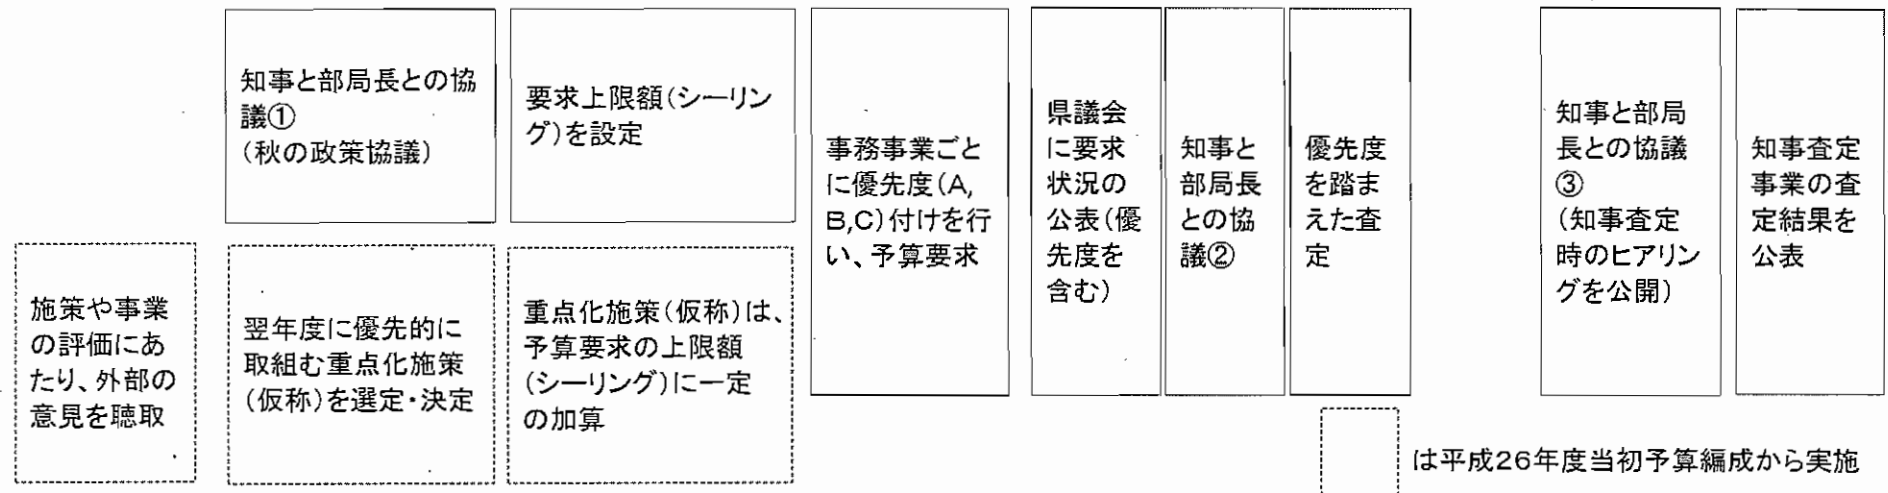 知事と部局長との協
議①
(秋の政策協議)
要求上限額(シーリン
グ)を設定
事務事業ごと
に優先度(A,
B,C)付けを行
い、予算要求
県議会
に要求
状況の
公表(優
先度を
含む)
知事と
部局長
との協
議②
優先度
を踏ま
えた査
定
知事と部局
長との協議
③
(知事査定
時のヒアリン
グを公開)
知事査定
事業の査
定結果を
公表
施策や事業
の評価にあ
たり、外部の
意見を聴取
翌年度に優先的に
取組む重点化施策
(仮称)を選定・決定
重点化施策(仮称)は、
予算要求の上限額
(シーリング)に一定
の加算
は平成26年度当初予算編成から実施